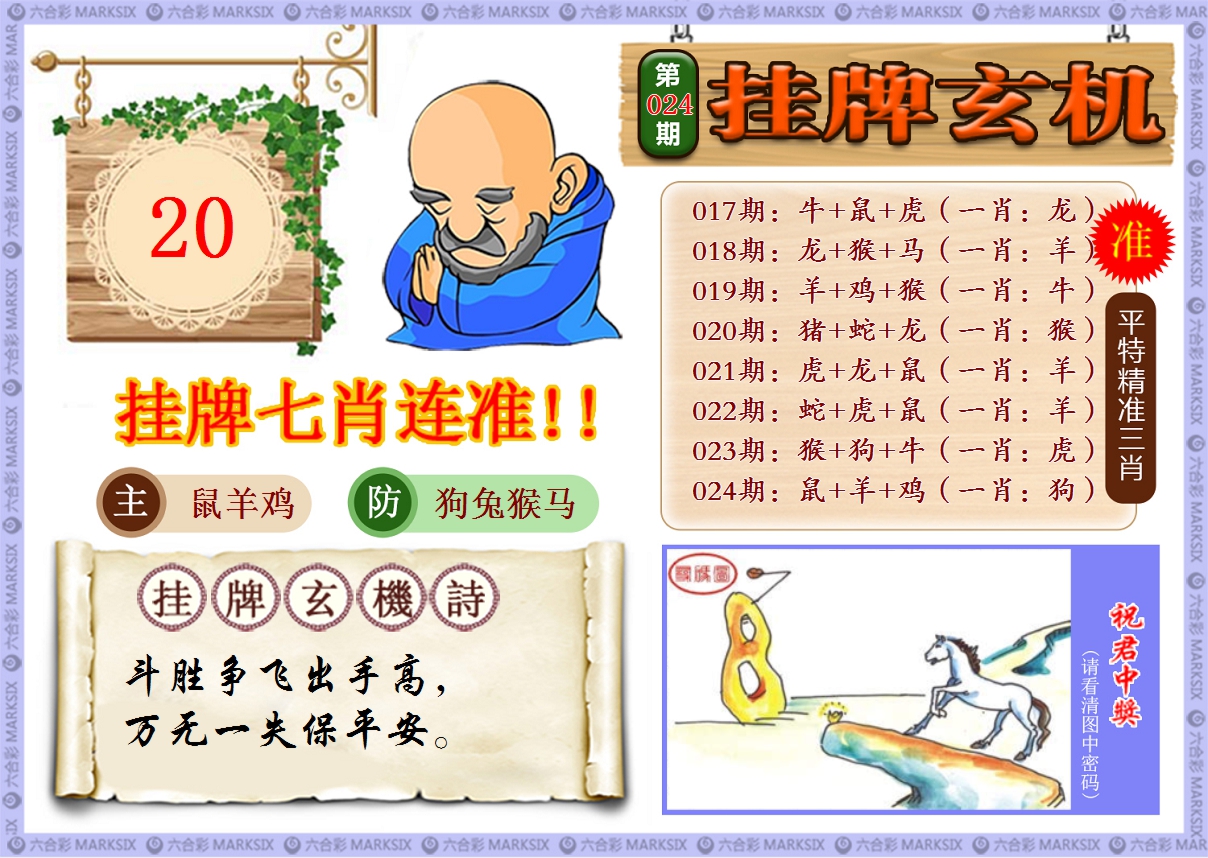 六合彩 MARKSIX
20
挂牌七肖连准!!
主 鼠羊鸡 防 狗兔猴马
挂牌玄機詩
斗胜争飞出手高，
万无一失保平安。
第024期
挂牌玄机
017期：牛+鼠+虎（一肖：龙）
018期：龙+猴+马（一肖：羊）
019期：羊+鸡+猴（一肖：牛）
020期：猪+蛇+龙（一肖：猴）
021期：虎+龙+鼠（一肖：羊）
022期：蛇+虎+鼠（一肖：羊）
023期：猴+狗+牛（一肖：虎）
024期：鼠+羊+鸡（一肖：狗）
准
平特精准三肖
祝君中奖
（请看清图中密码）